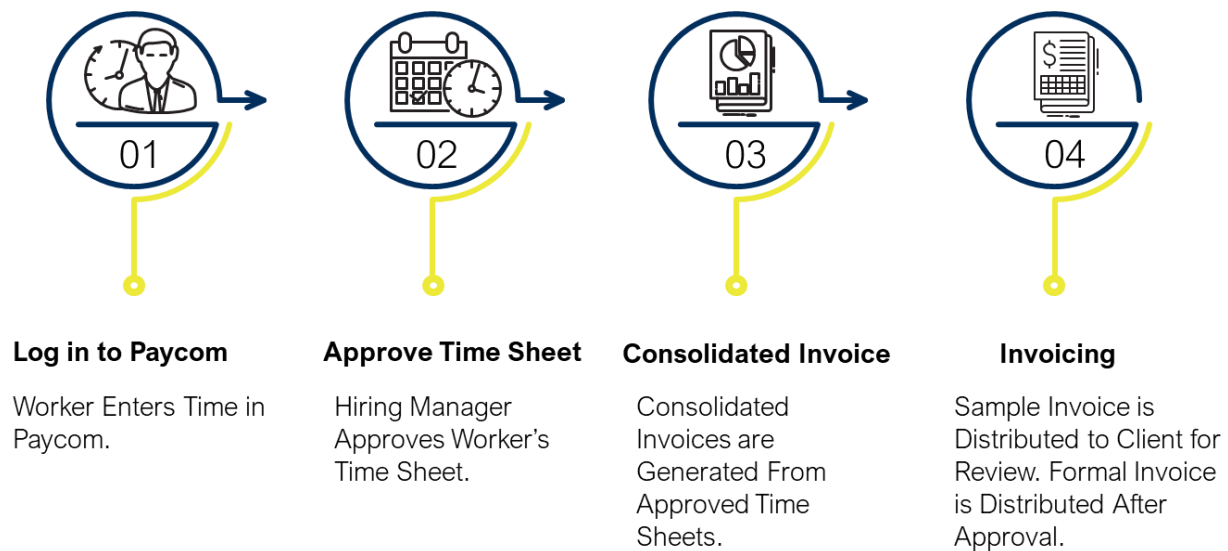 01
02
03
$
04
Log in to Paycom
Worker Enters Time in
Paycom.
Approve Time Sheet
Hiring Manager
Approves Worker’s
Time Sheet.
Consolidated Invoice
Consolidated
Invoices are
Generated From
Approved Time
Sheets.
Invoicing
Sample Invoice is
Distributed to Client for
Review. Formal Invoice
is Distributed After
Approval.